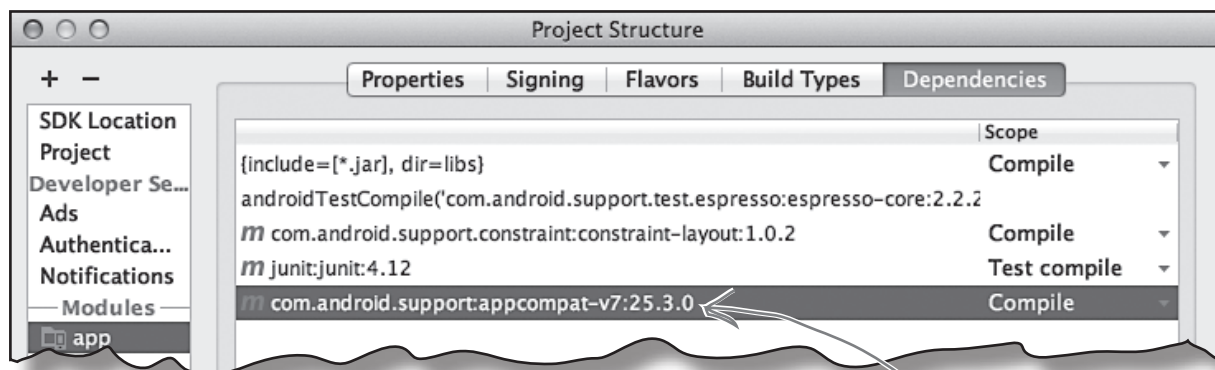 Project Structure
+ −
Properties Signing Flavors Build Types Dependencies
SDK Location
Project
Developer Se...
Ads
Authentica...
Notifications
Modules
app
Scope
{include=[*.jar], dir=libs} Compile
androidTestCompile('com.android.support.test.espresso:espresso-core:2.2.2
m com.android.support.constraint:constraint-layout:1.0.2 Compile
m junit:junit:4.12 Test compile
m com.android.support:appcompat-v7:25.3.0 Compile